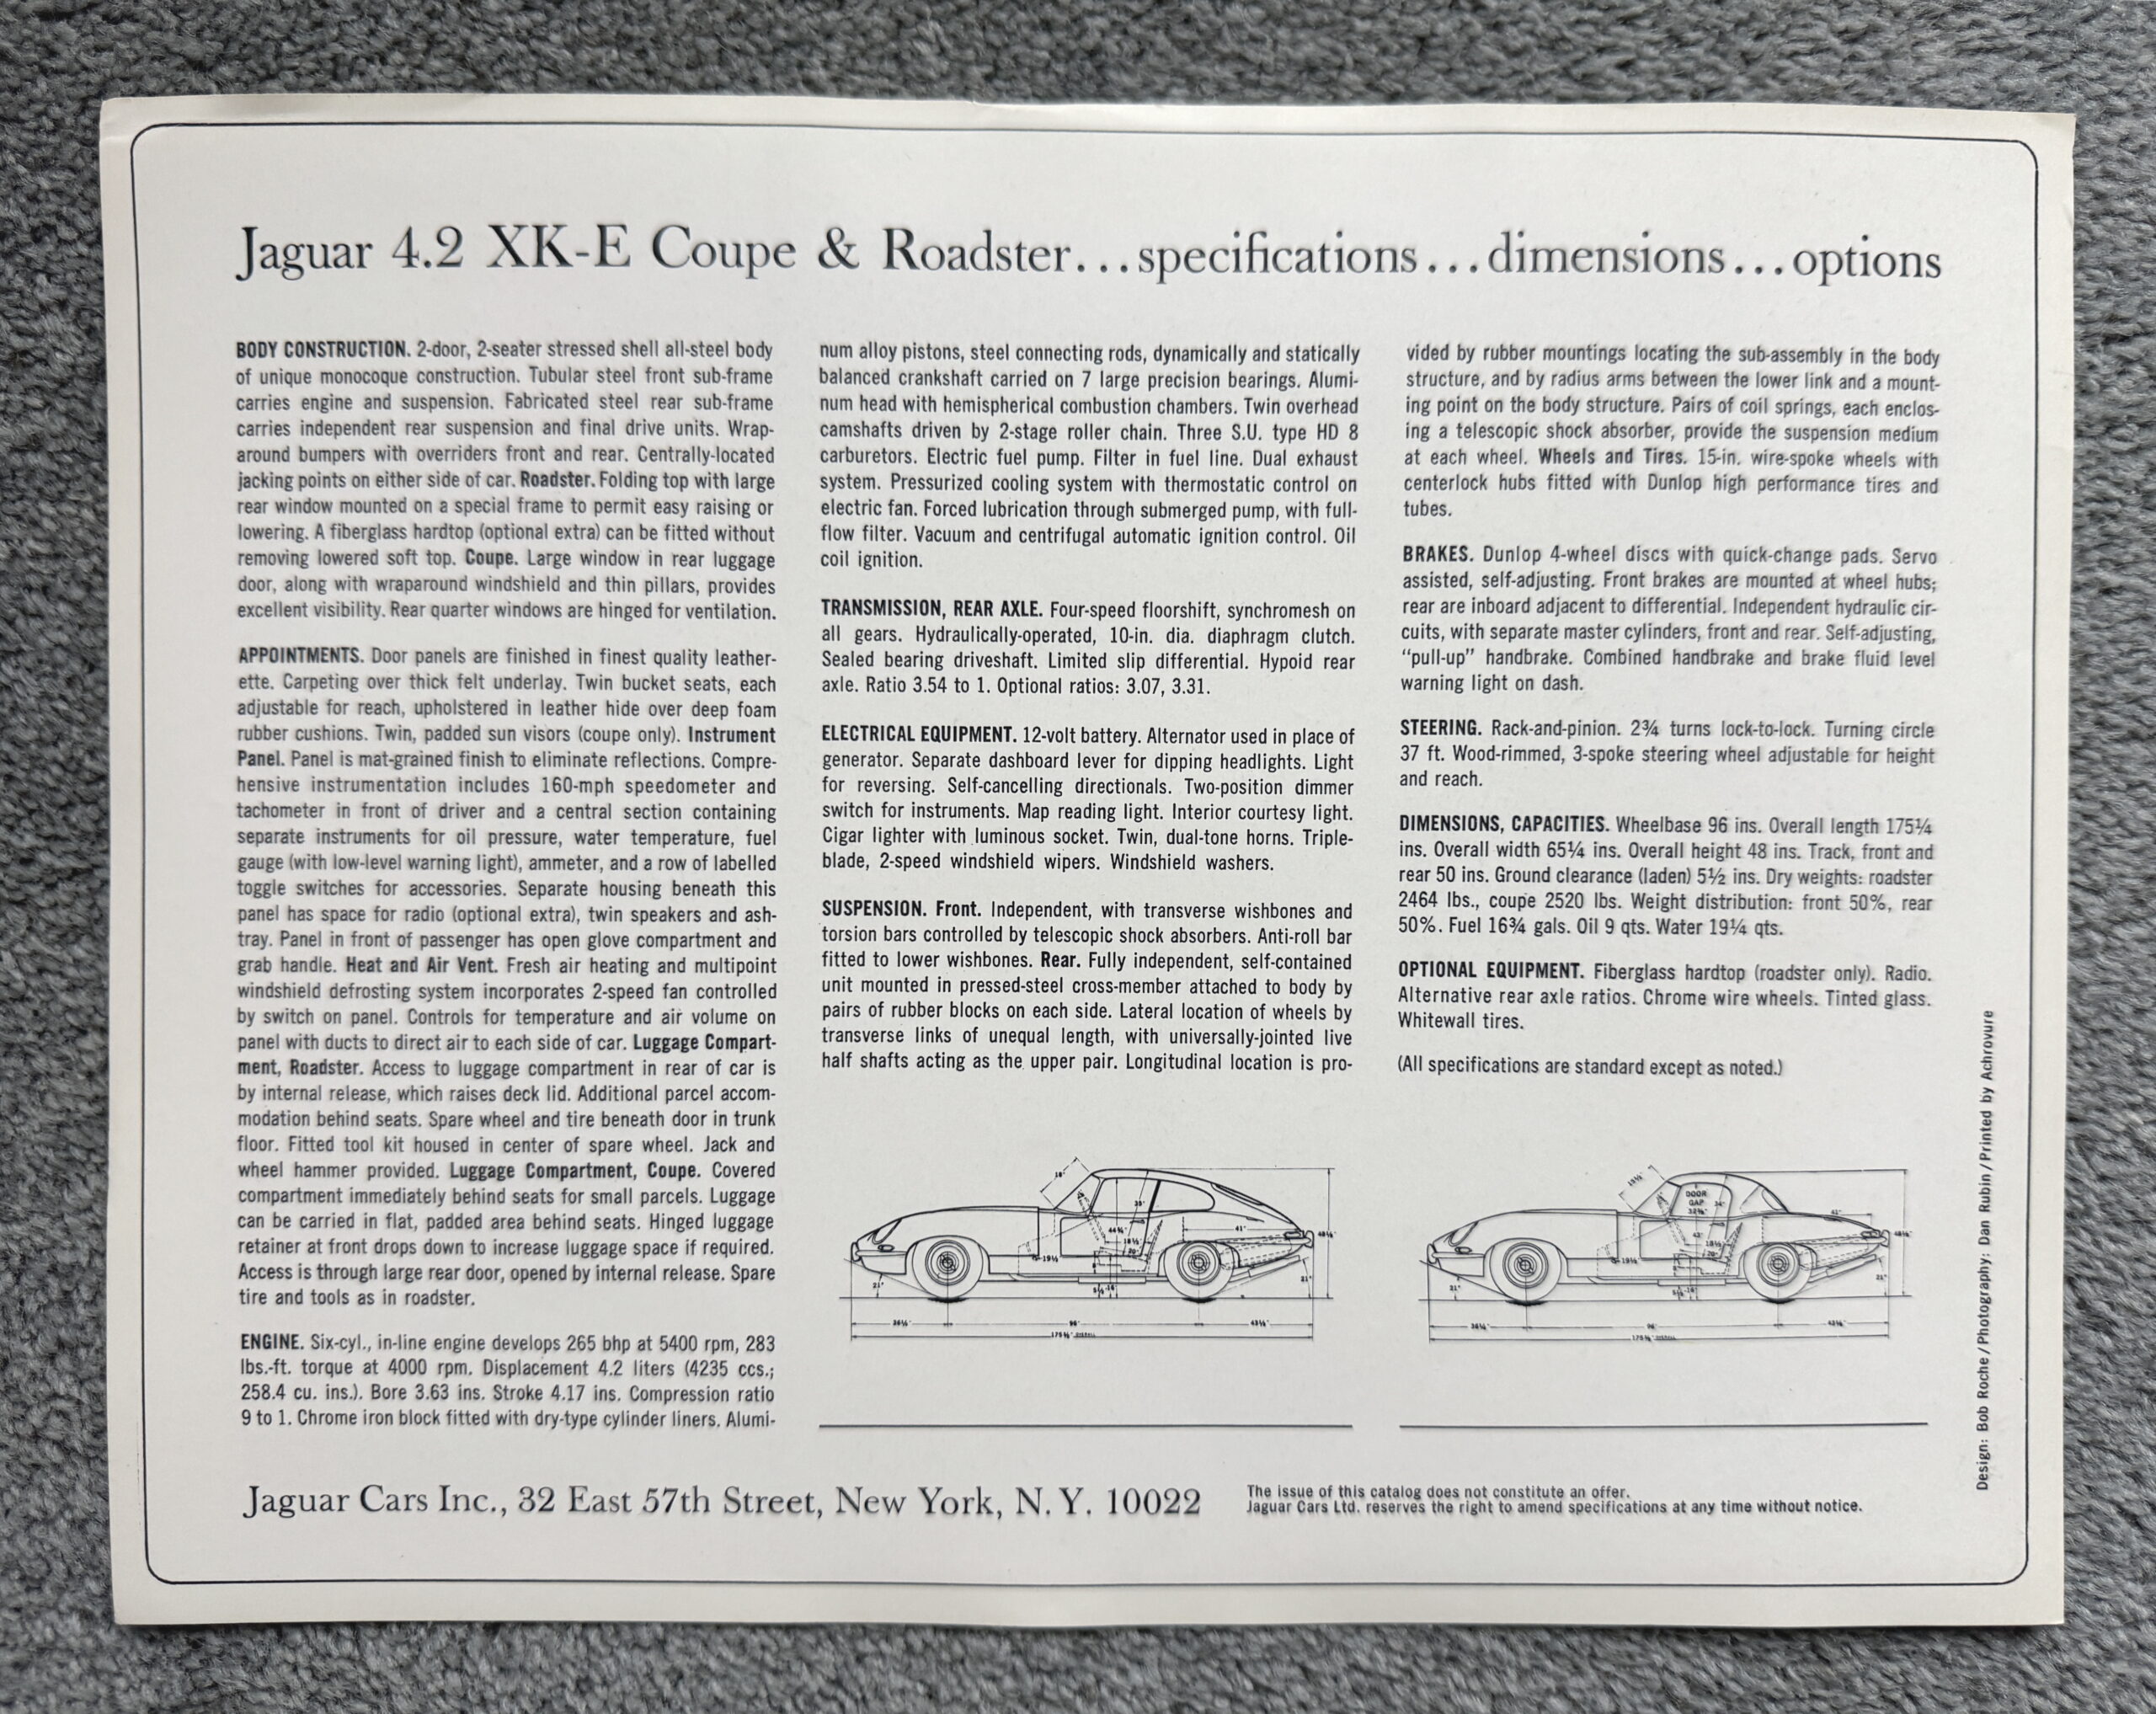 Jaguar 4.2 XK-E Coupe & Roadster...specifications...dimensions...options
BODY CONSTRUCTION. 2-door, 2-seater stressed shell all-steel body
of unique monocoque construction. Tubular steel front sub-frame
carries engine and suspension. Fabricated steel rear sub-frame
carries independent rear suspension and final drive units. Wrap-
around bumpers with overriders front and rear. Centrally-located
jacking points on either side of car. Roadster. Folding top with large
rear window mounted on a special frame to permit easy raising or
lowering. A fiberglass hardtop (optional extra) can be fitted without
removing lowered soft top. Coupe. Large window in rear luggage
door, along with wraparound windshield and thin pillars, provides
excellent visibility. Rear quarter windows are hinged for ventilation.
APPOINTMENTS. Door panels are finished in finest quality leather-
ette. Carpeting over thick felt underlay. Twin bucket seats, each
adjustable for reach, upholstered in leather hide over deep foam
rubber cushions. Twin, padded sun visors (coupe only). Instrument
Panel. Panel is mat-grained finish to eliminate reflections. Compre-
hensive instrumentation includes 160-mph speedometer and
tachometer in front of driver and a central section containing
separate instruments for oil pressure, water temperature, fuel
gauge (with low-level warning light), ammeter, and a row of labelled
toggle switches for accessories. Separate housing beneath this
panel has space for radio (optional extra), twin speakers and ash-
tray. Panel in front of passenger has open glove compartment and
grab handle. Heat and Air Vent. Fresh air heating and multipoint
windshield defrosting system incorporates 2-speed fan controlled
by switch on panel. Controls for temperature and air volume on
panel with ducts to direct air to each side of car. Luggage Compart-
ment, Roadster. Access to luggage compartment in rear of car is
by internal release, which raises deck lid. Additional parcel accom-
modation behind seats. Spare wheel and tire beneath door in trunk
floor. Fitted tool kit housed in center of spare wheel. Jack and
wheel hammer provided. Luggage Compartment, Coupe. Covered
compartment immediately behind seats for small parcels. Luggage
can be carried in flat, padded area behind seats. Hinged luggage
retainer at front drops down to increase luggage space if required.
Access is through large rear door, opened by internal release. Spare
tire and tools as in roadster.
ENGINE. Six-cyl., in-line engine develops 265 bhp at 5400 rpm, 283
lbs.-ft. torque at 4000 rpm. Displacement 4.2 liters (4235 ccs.;
258.4 cu. ins.). Bore 3.63 ins. Stroke 4.17 ins. Compression ratio
9 to 1. Chrome iron block fitted with dry-type cylinder liners. Alumi-
num alloy pistons, steel connecting rods, dynamically and statically
balanced crankshaft carried on 7 large precision bearings. Alumi-
num head with hemispherical combustion chambers. Twin overhead
camshafts driven by 2-stage roller chain. Three S.U. type HD 8
carburetors. Electric fuel pump. Filter in fuel line. Dual exhaust
system. Pressurized cooling system with thermostatic control on
electric fan. Forced lubrication through submerged pump, with full-
flow filter. Vacuum and centrifugal automatic ignition control. Oil
coil ignition.
TRANSMISSION, REAR AXLE. Four-speed floorshift, synchromesh on
all gears. Hydraulically-operated, 10-in. dia. diaphragm clutch.
Sealed bearing driveshaft. Limited slip differential. Hypoid rear
axle. Ratio 3.54 to 1. Optional ratios: 3.07, 3.31.
ELECTRICAL EQUIPMENT. 12-volt battery. Alternator used in place of
generator. Separate dashboard lever for dipping headlights. Light
for reversing. Self-cancelling directionals. Two-position dimmer
switch for instruments. Map reading light. Interior courtesy light.
Cigar lighter with luminous socket. Twin, dual-tone horns. Triple-
blade, 2-speed windshield wipers. Windshield washers.
SUSPENSION. Front. Independent, with transverse wishbones and
torsion bars controlled by telescopic shock absorbers. Anti-roll bar
fitted to lower wishbones. Rear. Fully independent, self-contained
unit mounted in pressed-steel cross-member attached to body by
pairs of rubber blocks on each side. Lateral location of wheels by
transverse links of unequal length, with universally-jointed live
half shafts acting as the upper pair. Longitudinal location is pro-
vided by rubber mountings locating the sub-assembly in the body
structure, and by radius arms between the lower link and a mount-
ing point on the body structure. Pairs of coil springs, each enclos-
ing a telescopic shock absorber, provide the suspension medium
at each wheel. Wheels and Tires. 15-in. wire-spoke wheels with
centerlock hubs fitted with Dunlop high performance tires and
tubes.
BRAKES. Dunlop 4-wheel discs with quick-change pads. Servo
assisted, self-adjusting. Front brakes are mounted at wheel hubs;
rear are inboard adjacent to differential. Independent hydraulic cir-
cuits, with separate master cylinders, front and rear. Self-adjusting,
“pull-up” handbrake. Combined handbrake and brake fluid level
warning light on dash.
STEERING. Rack-and-pinion. 2¾ turns lock-to-lock. Turning circle
37 ft. Wood-rimmed, 3-spoke steering wheel adjustable for height
and reach.
DIMENSIONS, CAPACITIES. Wheelbase 96 ins. Overall length 175¼
ins. Overall width 65¼ ins. Overall height 48 ins. Track, front and
rear 50 ins. Ground clearance (laden) 5½ ins. Dry weights: roadster
2464 lbs., coupe 2520 lbs. Weight distribution: front 50%, rear
50%. Fuel 16¾ gals. Oil 9 qts. Water 19¼ qts.
OPTIONAL EQUIPMENT. Fiberglass hardtop (roadster only). Radio.
Alternative rear axle ratios. Chrome wire wheels. Tinted glass.
Whitewall tires.
(All specifications are standard except as noted.)
41"
21"
21"
96"
DOOR
GAP
21"
Design: Bob Roche/Photography: Dan Rubin/Printed by Achrovure
Jaguar Cars Inc., 32 East 57th Street, New York, N. Y. 10022
The issue of this catalog does not constitute an offer.
Jaguar Cars Ltd. reserves the right to amend specifications at any time without notice.